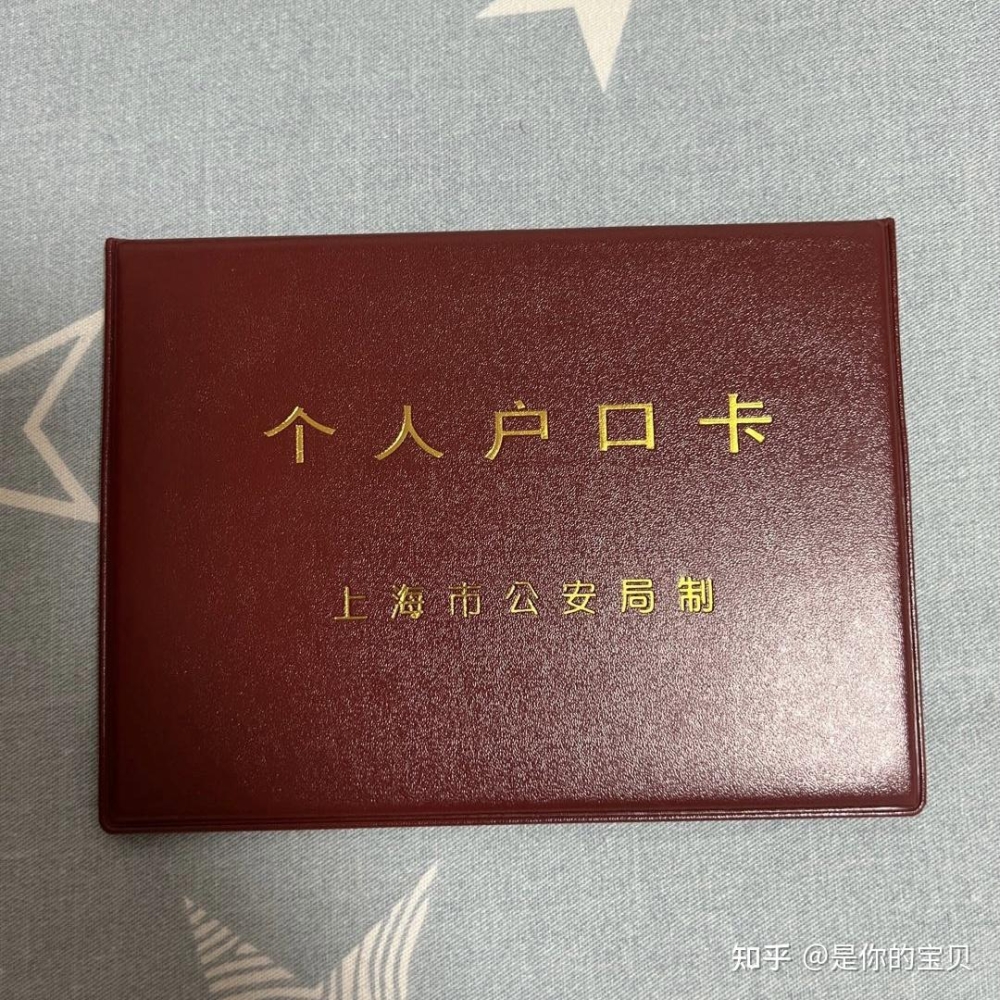 个人户口卡
上海市公安局制
知乎 @是你的宝贝